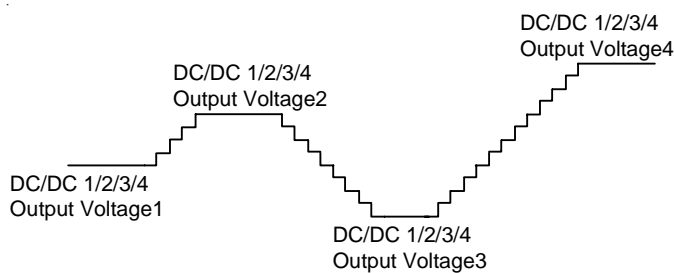 DC/DC 1/2/3/4
Output Voltage4
DC/DC 1/2/3/4
Output Voltage2
DC/DC 1/2/3/4
Output Voltage1
DC/DC 1/2/3/4
Output Voltage3